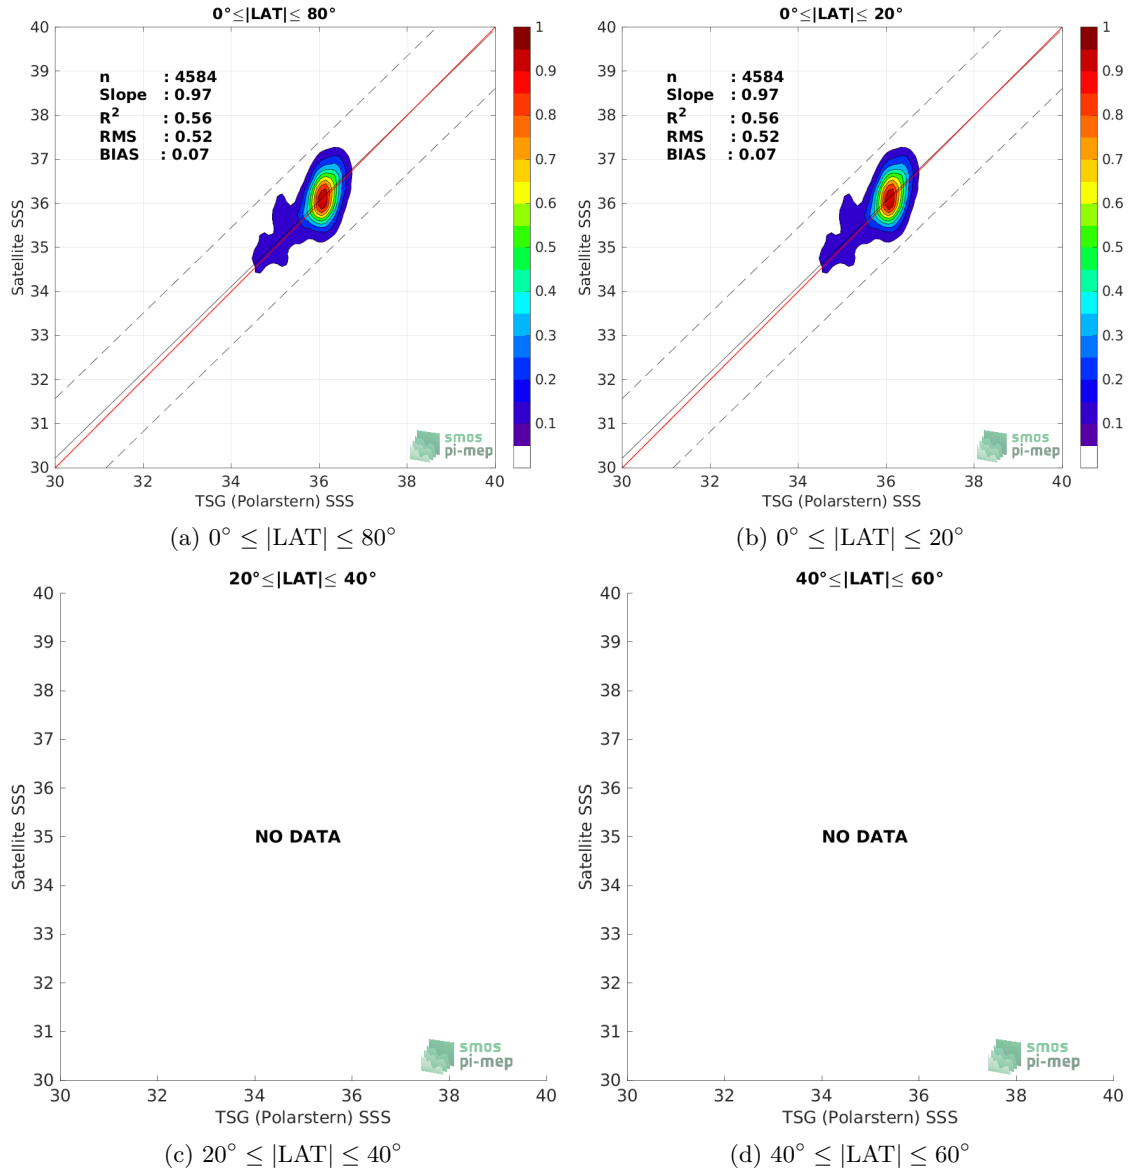 0°≤|LAT|≤ 80°
40
39
38
37
36
35
34
33
32
31
30
Satellite SSS
n : 4584
Slope : 0.97
R² : 0.56
RMS : 0.52
BIAS : 0.07
1
0.9
0.8
0.7
0.6
0.5
0.4
0.3
0.2
0.1
smos
pi-mep
30 32 34 36 38 40
TSG (Polarstern) SSS
(a) 0° ≤ |LAT| ≤ 80°
0°≤|LAT|≤ 20°
40
39
38
37
36
35
34
33
32
31
30
Satellite SSS
n : 4584
Slope : 0.97
R² : 0.56
RMS : 0.52
BIAS : 0.07
1
0.9
0.8
0.7
0.6
0.5
0.4
0.3
0.2
0.1
smos
pi-mep
30 32 34 36 38 40
TSG (Polarstern) SSS
(b) 0° ≤ |LAT| ≤ 20°
20°≤|LAT|≤ 40°
40
39
38
37
36
35
34
33
32
31
30
Satellite SSS
NO DATA
smos
pi-mep
30 32 34 36 38 40
TSG (Polarstern) SSS
(c) 20° ≤ |LAT| ≤ 40°
40°≤|LAT|≤ 60°
40
39
38
37
36
35
34
33
32
31
30
Satellite SSS
NO DATA
smos
pi-mep
30 32 34 36 38 40
TSG (Polarstern) SSS
(d) 40° ≤ |LAT| ≤ 60°